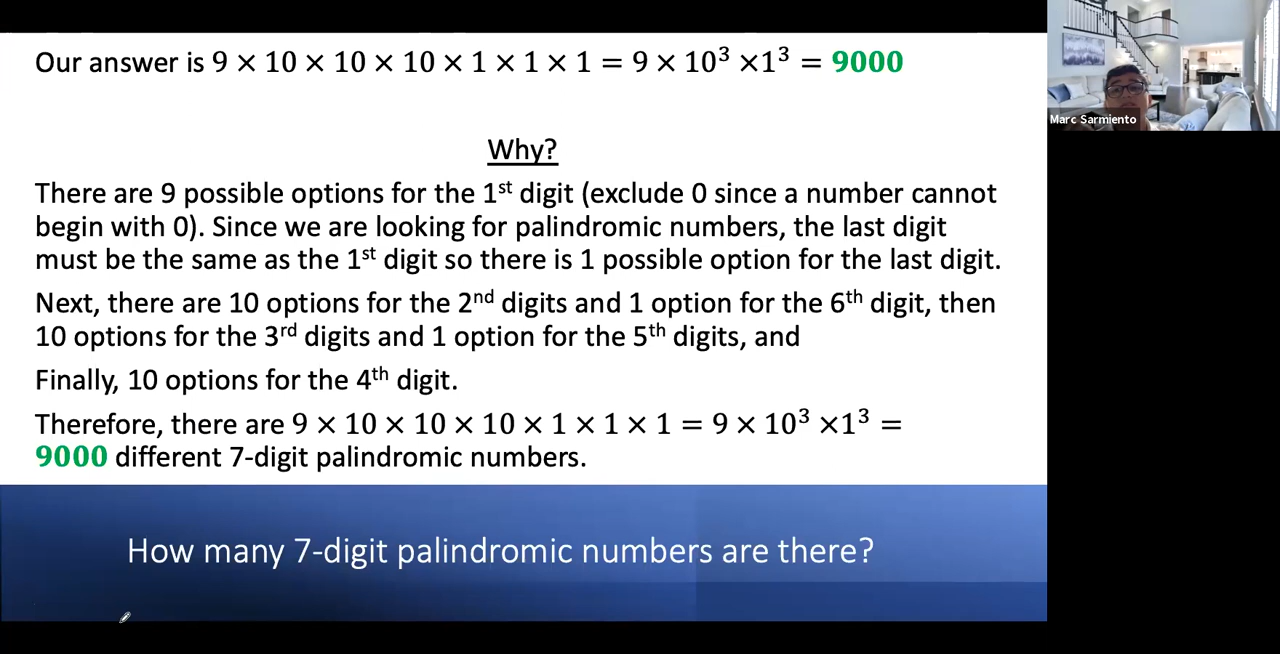 Our answer is 9 × 10 × 10 × 10 × 1 × 1 × 1 = 9 × 10³ ×1³ = 9000
Marc Sarmiento
Why?
There are 9 possible options for the 1st digit (exclude 0 since a number cannot
begin with 0). Since we are looking for palindromic numbers, the last digit
must be the same as the 1st digit so there is 1 possible option for the last digit.
Next, there are 10 options for the 2nd digits and 1 option for the 6th digit, then
10 options for the 3rd digits and 1 option for the 5th digits, and
Finally, 10 options for the 4th digit.
Therefore, there are 9 × 10 × 10 × 10 × 1 × 1 × 1 = 9 × 10³ ×1³ =
9000 different 7-digit palindromic numbers.
How many 7-digit palindromic numbers are there?